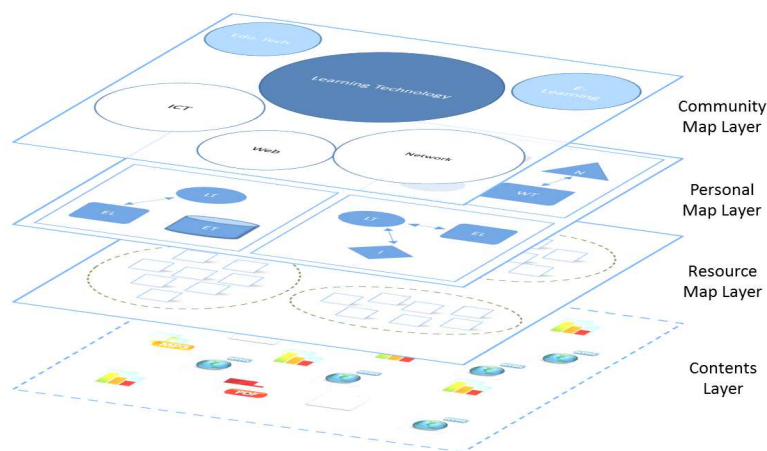 Edu-Tech
Learning Technology
E-
Learning
ICT
Web
Network
Community
Map Layer
N
WT
LT
EL
ET
LT
EL
I
Personal
Map Layer
Resource
Map Layer
PDF
Contents
Layer